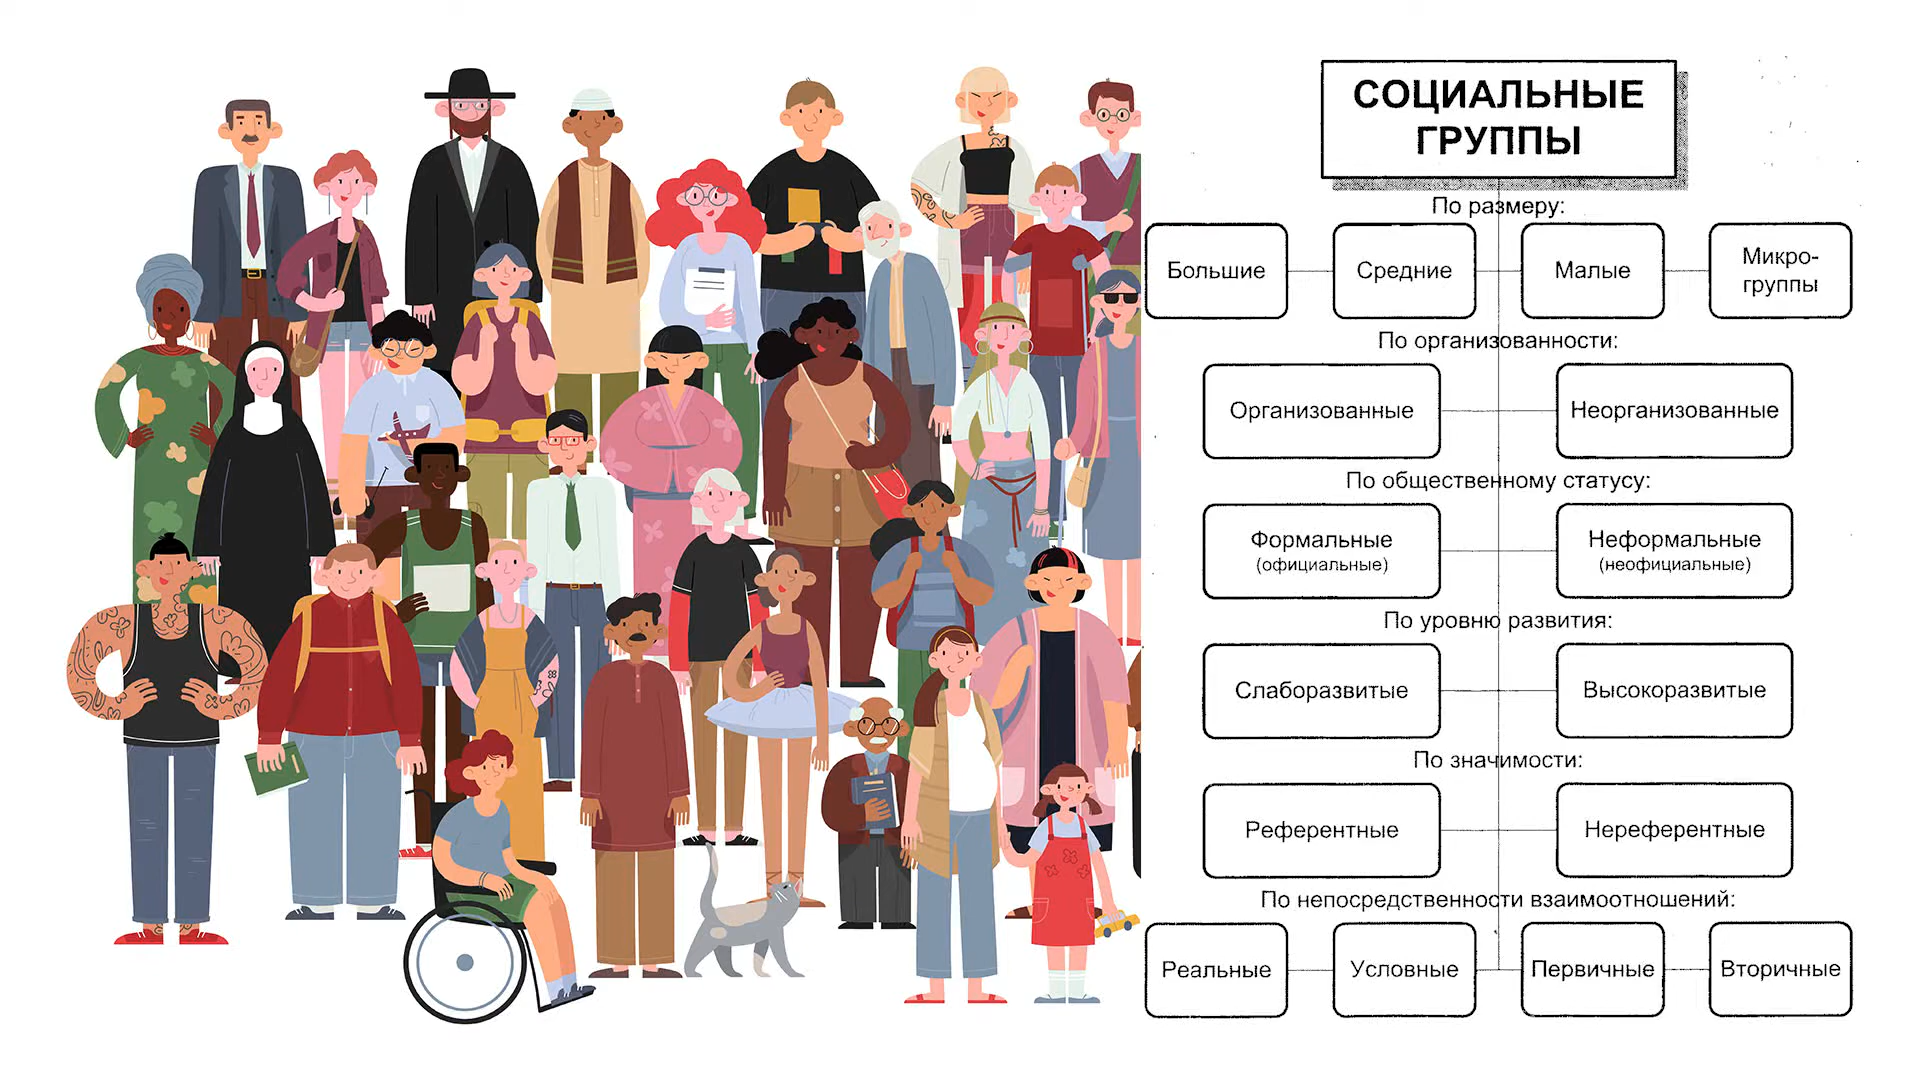 СОЦИАЛЬНЫЕ
ГРУППЫ
По размеру:
Большие
Средние
Малые
Микро-
группы
По организованности:
Организованные
Неорганизованные
По общественному статусу:
Формальные
(официальные)
Неформальные
(неофициальные)
По уровню развития:
Слаборазвитые
Высокоразвитые
По значимости:
Референтные
Нереферентные
По непосредственности взаимоотношений:
Реальные
Условные
Первичные
Вторичные